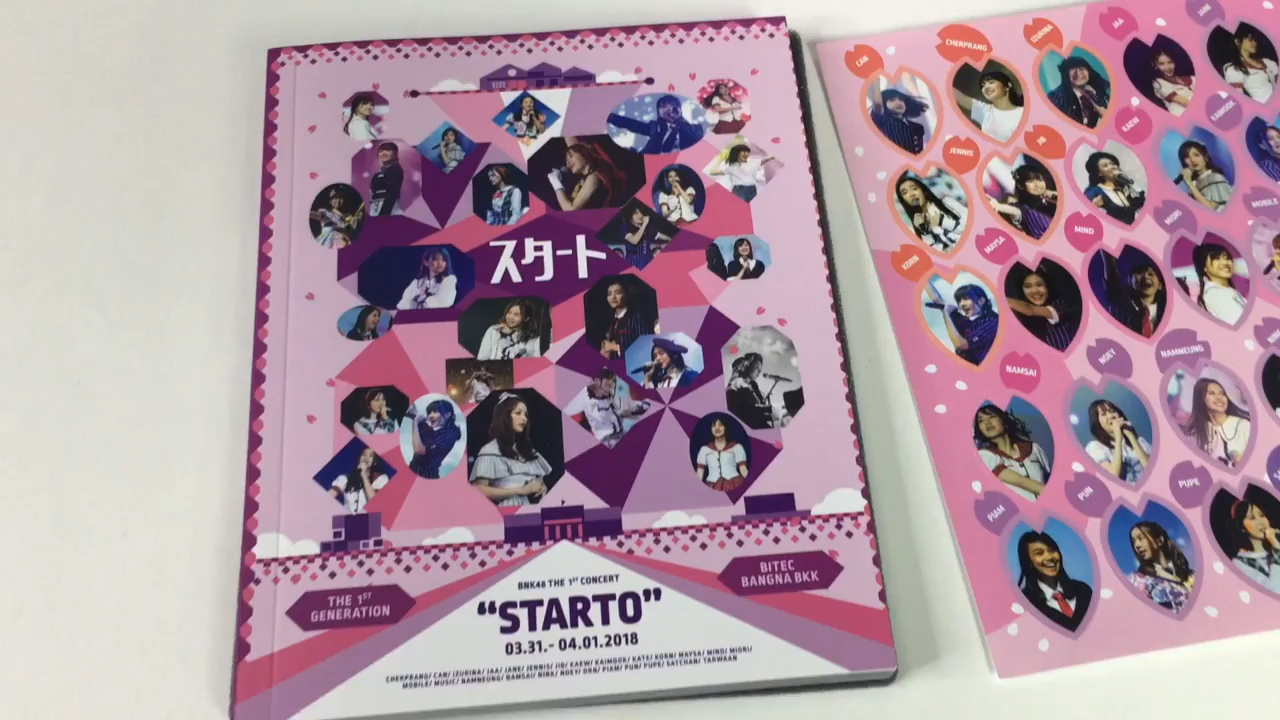 スタート
THE 1ST
GENERATION
BITEC
BANGNA BKK
BNK48 THE 1ST CONCERT
“STARTO”
03.31.- 04.01.2018
CHERPRANG/ CAN/ IZURINA/ JAA/ JANE/ JENNIS/ JIB/ KAEW/ KAIMOOK/ KATE/ KORN/ MAYSA/ MIND/ MIORI/
MOBILE/ MUSIC/ NAMNEUNG/ NAMSAI/ NINK/ NOEY/ ORN/ PIAM/ PUN/ PUPE/ SATCHAN/ TARWAAN
CAN
CHERPRANG
IZURINA
JAA
JANE
JENNIS
JIB
KAEW
KAIMOOK
KORN
MAYSA
MIND
MIORI
MOBILE
NAMSAI
NOEY
NAMNEUNG
PIAM
PUN
PUPE